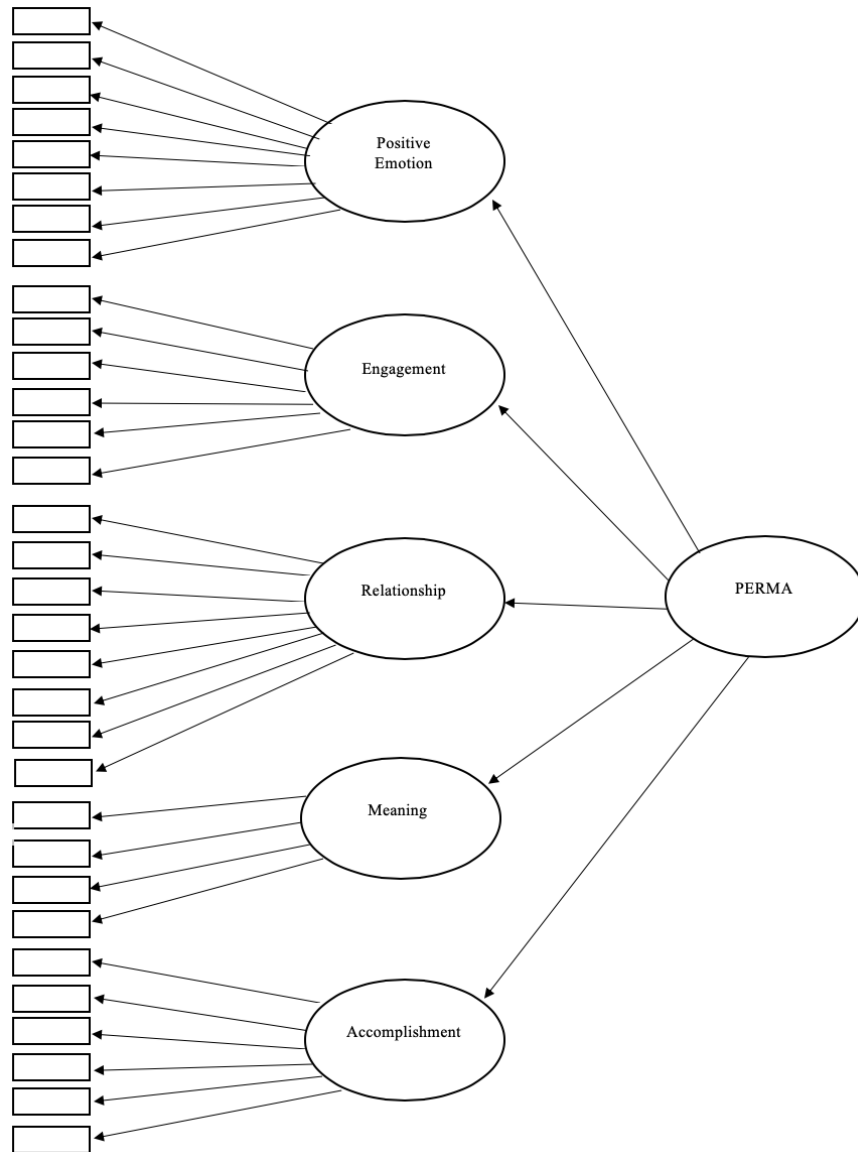 Positive
Emotion
Engagement
Relationship
PERMA
Meaning
Accomplishment